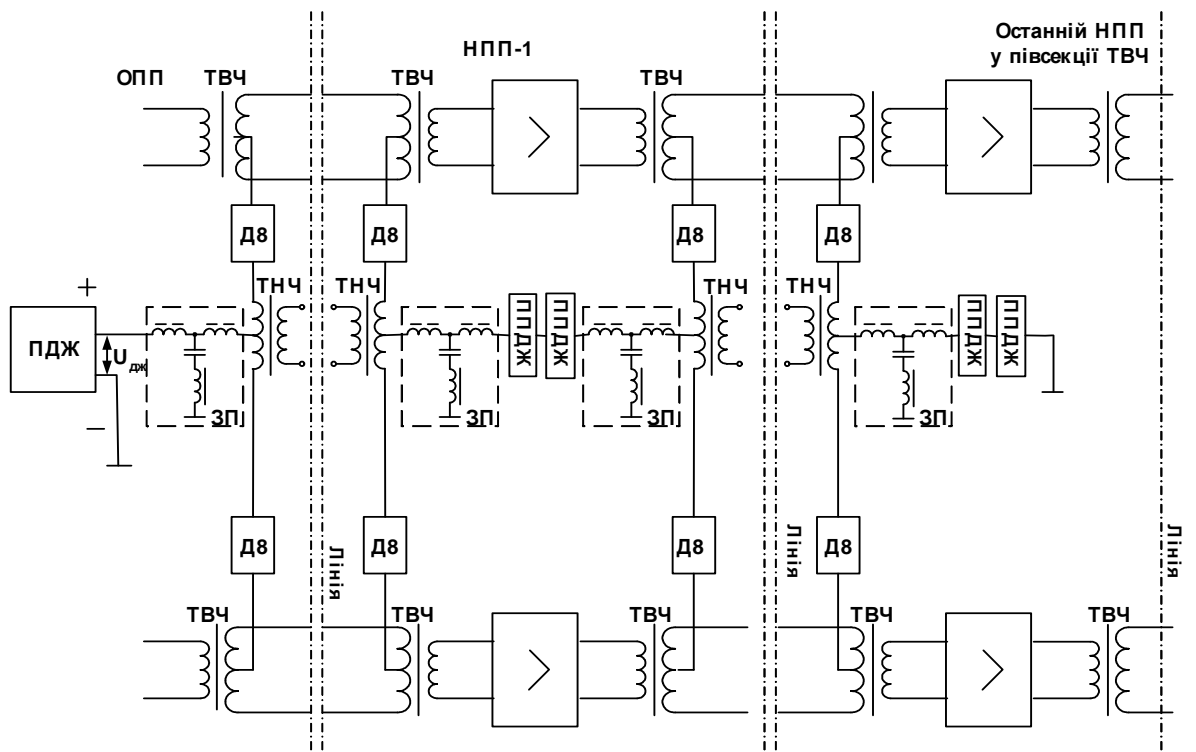 НПП-1
Останній НПП
у півсекції ТВЧ
ОПП
ТВЧ
ТВЧ
ТВЧ
Д8
Д8
Д8
Д8
ТНЧ
ТНЧ
ТНЧ
ТНЧ
+
ПДЖ
U дж
–
ЗП
ППДЖ
ППДЖ
ЗП
ЗП
ЗП
ППДЖ
ППДЖ
Д8
Д8
Д8
Д8
Лінія
Лінія
Лінія
ТВЧ
ТВЧ
ТВЧ
ТВЧ
ТВЧ